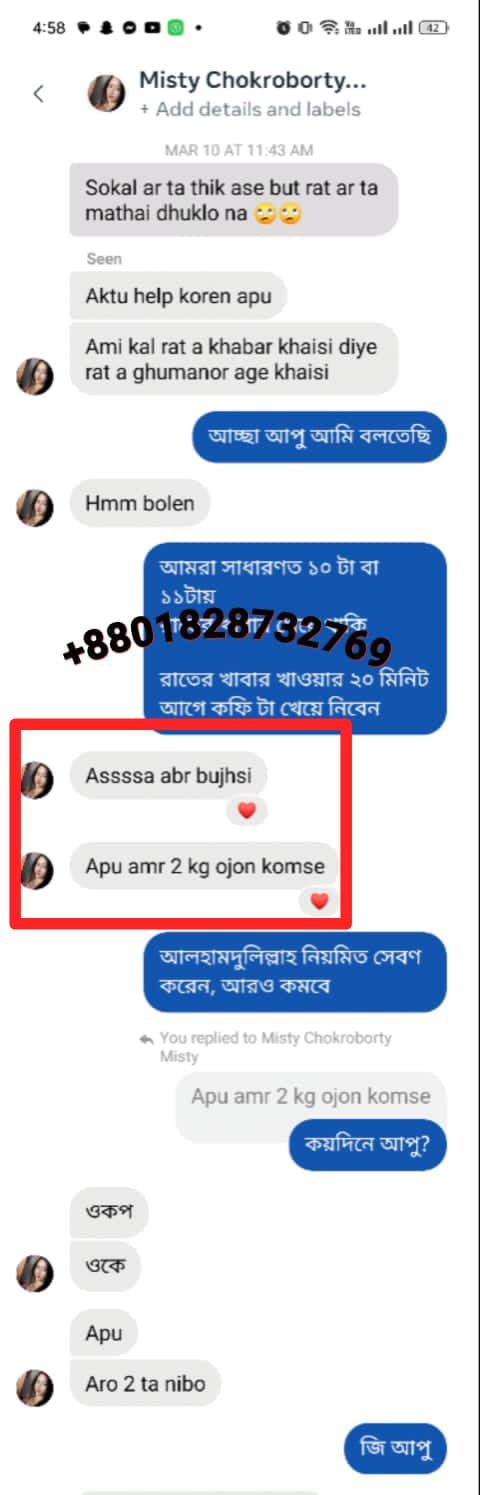 4:58
42
Misty Chokroborty...
+ Add details and labels
MAR 10 AT 11:43 AM
Sokal ar ta thik ase but rat ar ta
mathai dhuklo na 🙄🙄
Seen
Aktu help koren apu
Ami kal rat a khabar khaisi diye
rat a ghumanor age khaisi
আচ্ছা আপু আমি বলতেছি
Hmm bolen
আমরা সাধারণত ১০ টা বা
১১টায়
+8801828732769
রাতের খাবার খাওয়ার ২০ মিনিট
আগে কফি টা খেয়ে নিবেন
Asssssa abr bujhsi
Apu amr 2 kg ojon komse
আলহামদুলিল্লাহ নিয়মিত সেবণ
করেন, আরও কমবে
You replied to Misty Chokroborty
Misty
Apu amr 2 kg ojon komse
কয়দিনে আপু?
ওকপ
ওকে
Apu
Aro 2 ta nibo
জি আপু